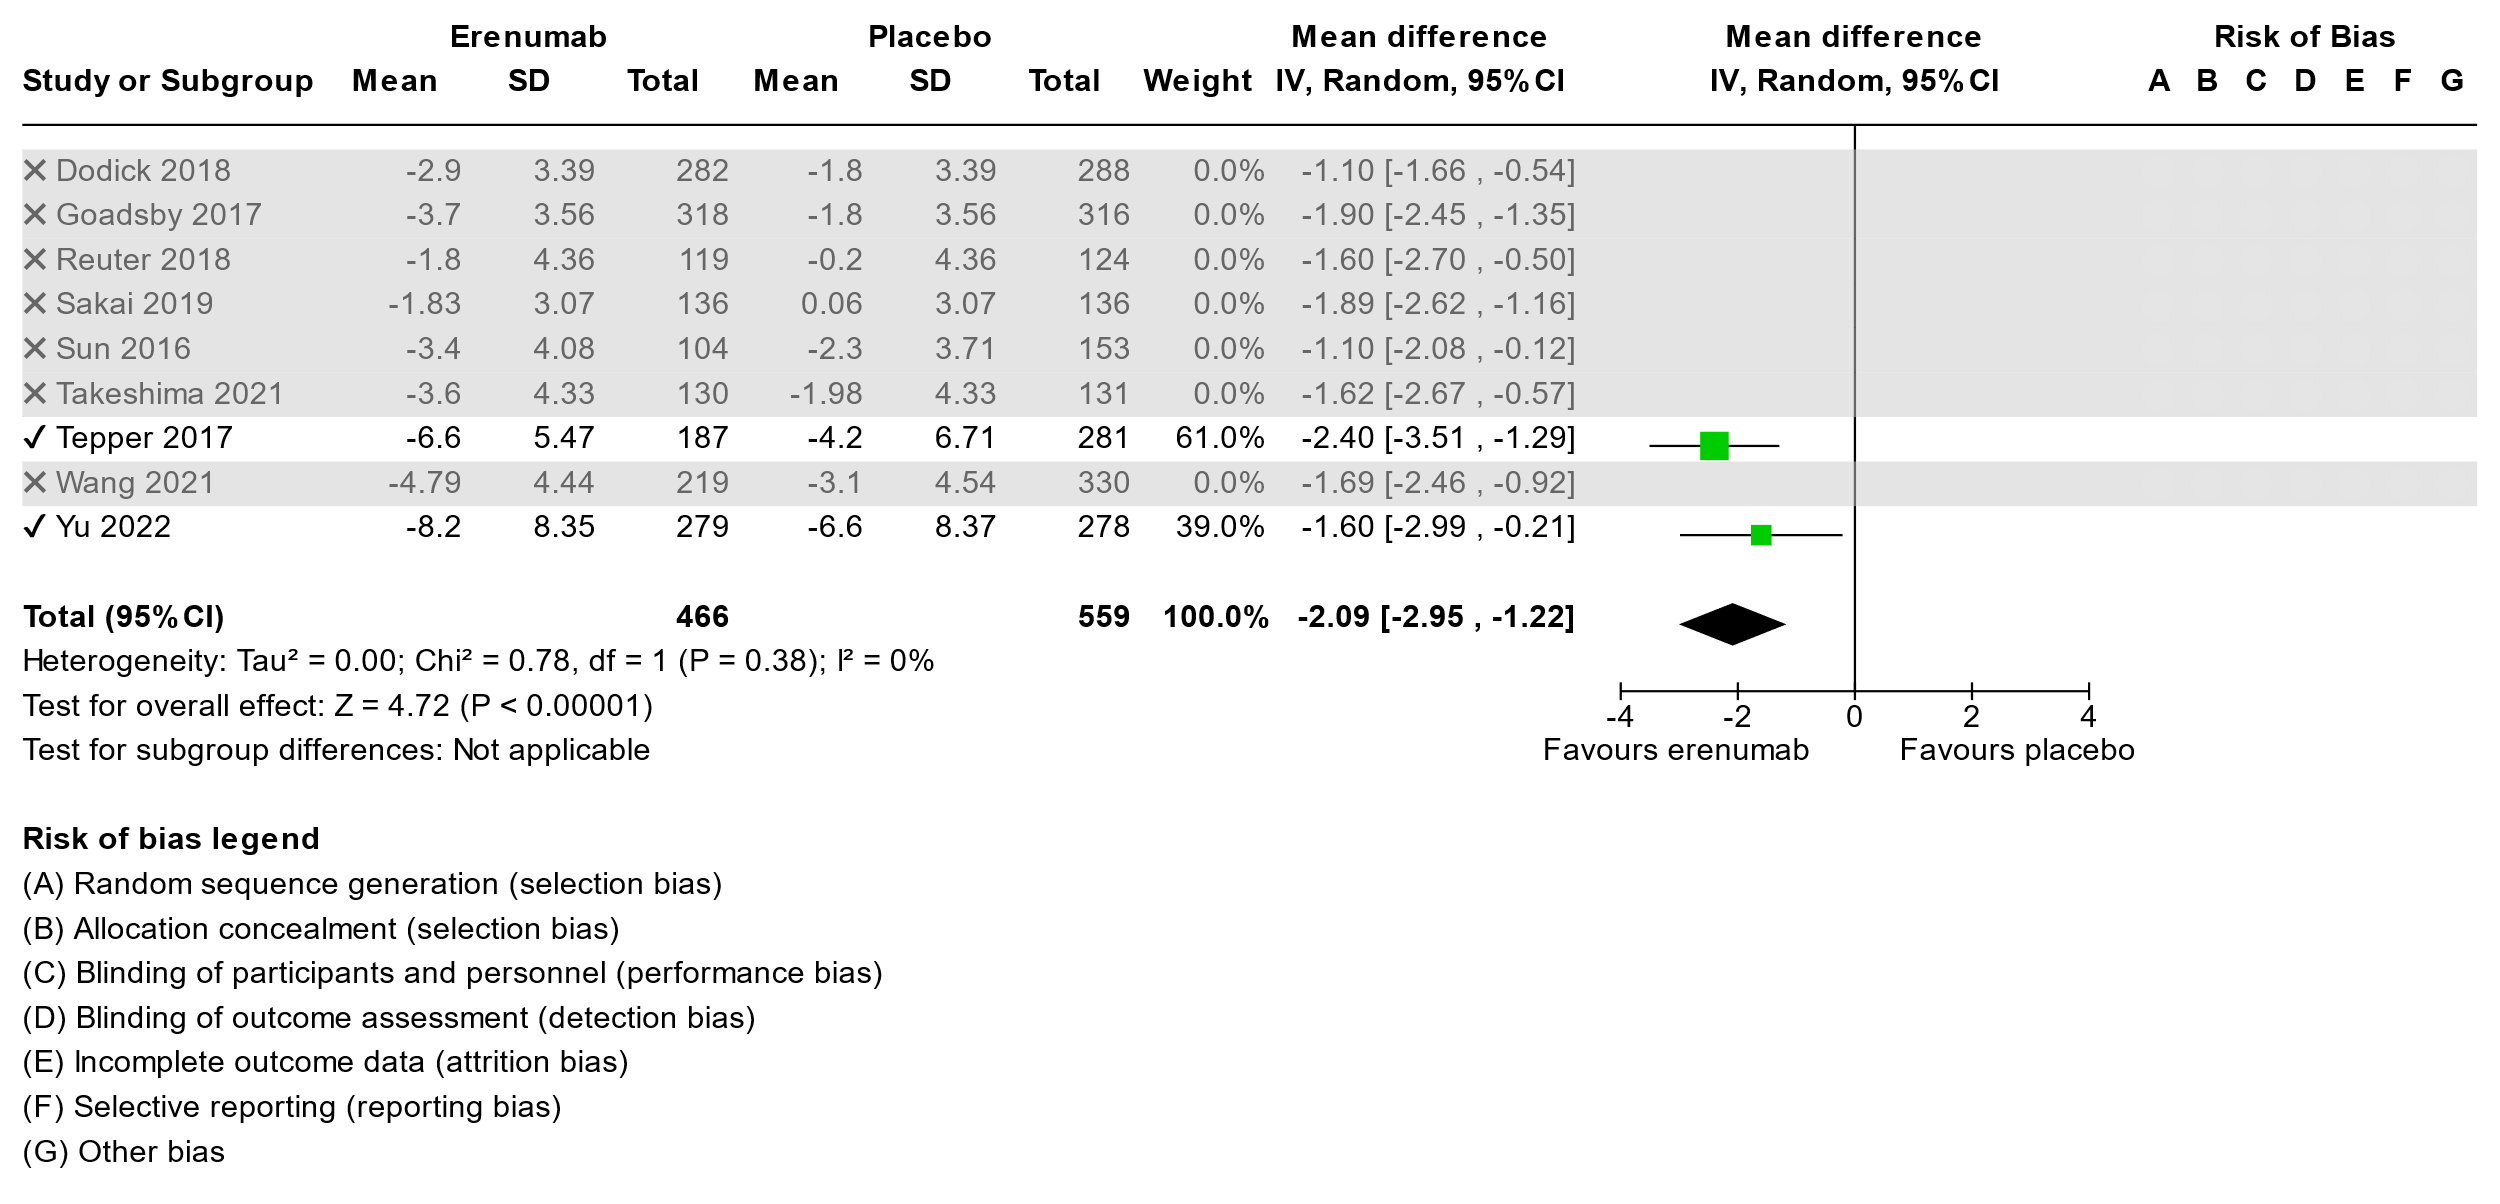 Erenumab Placebo Mean difference Mean difference Risk of Bias
Study or Subgroup Mean SD Total Mean SD Total Weight IV, Random, 95% CI IV, Random, 95% CI A B C D E F G
✕ Dodick 2018 -2.9 3.39 282 -1.8 3.39 288 0.0% -1.10 [-1.66 , -0.54]
✕ Goadsby 2017 -3.7 3.56 318 -1.8 3.56 316 0.0% -1.90 [-2.45 , -1.35]
✕ Reuter 2018 -1.8 4.36 119 -0.2 4.36 124 0.0% -1.60 [-2.70 , -0.50]
✕ Sakai 2019 -1.83 3.07 136 0.06 3.07 136 0.0% -1.89 [-2.62 , -1.16]
✕ Sun 2016 -3.4 4.08 104 -2.3 3.71 153 0.0% -1.10 [-2.08 , -0.12]
✕ Takeshima 2021 -3.6 4.33 130 -1.98 4.33 131 0.0% -1.62 [-2.67 , -0.57]
✓ Tepper 2017 -6.6 5.47 187 -4.2 6.71 281 61.0% -2.40 [-3.51 , -1.29]
✕ Wang 2021 -4.79 4.44 219 -3.1 4.54 330 0.0% -1.69 [-2.46 , -0.92]
✓ Yu 2022 -8.2 8.35 279 -6.6 8.37 278 39.0% -1.60 [-2.99 , -0.21]
Total (95% CI) 466 559 100.0% -2.09 [-2.95 , -1.22]
Heterogeneity: Tau² = 0.00; Chi² = 0.78, df = 1 (P = 0.38); I² = 0%
Test for overall effect: Z = 4.72 (P < 0.00001)
Test for subgroup differences: Not applicable
-4 -2 0 2 4
Favours erenumab Favours placebo
Risk of bias legend
(A) Random sequence generation (selection bias)
(B) Allocation concealment (selection bias)
(C) Blinding of participants and personnel (performance bias)
(D) Blinding of outcome assessment (detection bias)
(E) Incomplete outcome data (attrition bias)
(F) Selective reporting (reporting bias)
(G) Other bias